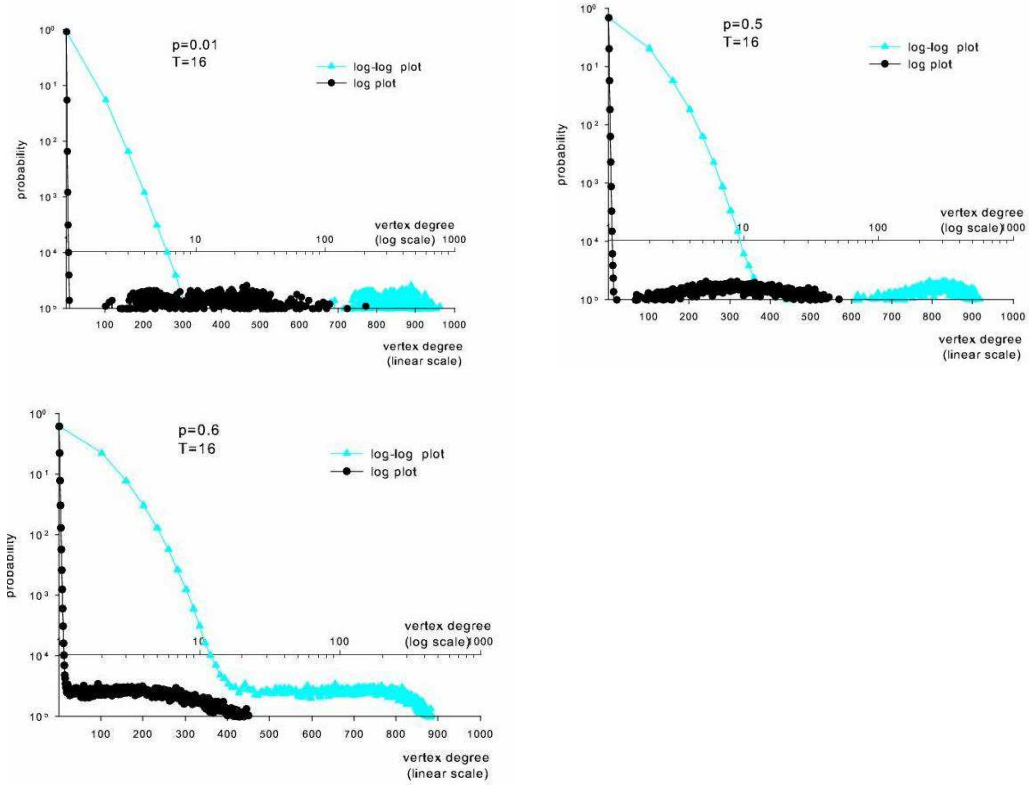 p=0.01
T=16
log-log plot
log plot
probability
10⁰
10¹
10²
10³
10⁴
10⁵
vertex degree
(log scale)
10 100 1000
100 200 300 400 500 600 700 800 900 1000
vertex degree
(linear scale)
p=0.5
T=16
log-log plot
log plot
probability
10⁰
10¹
10²
10³
10⁴
10⁵
vertex degree
(log scale)
10 100 1000
100 200 300 400 500 600 700 800 900 1000
vertex degree
(linear scale)
p=0.6
T=16
log-log plot
log plot
probability
10⁰
10¹
10²
10³
10⁴
10⁵
vertex degree
(log scale)
10 100 1000
100 200 300 400 500 600 700 800 900 1000
vertex degree
(linear scale)